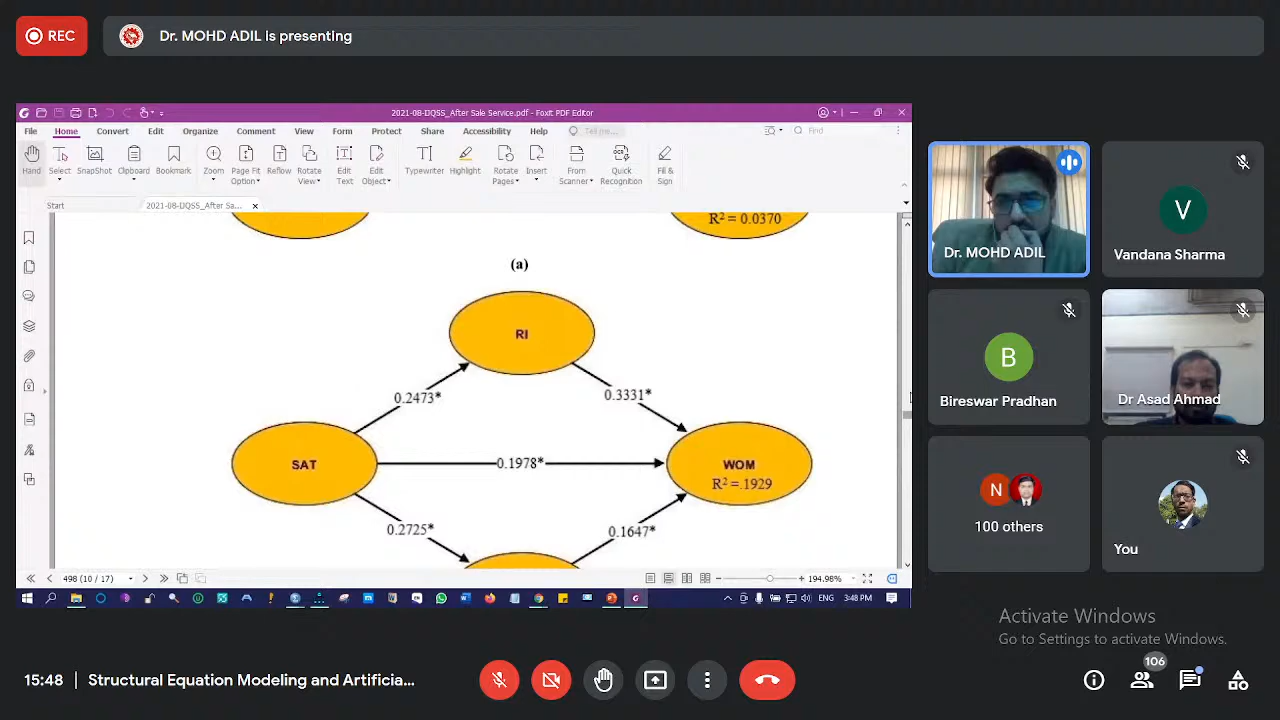 REC
Dr. MOHD ADIL is presenting
2021-08-DQSS_After Sale Service.pdf - Foxit PDF Editor
File Home Convert Edit Organize Comment View Form Protect Share Accessibility Help Tell me... Find
Hand
Select
SnapShot
Clipboard
Bookmark
Zoom
Page Fit Option
Reflow
Rotate View
Edit Text
Edit Object
Typewriter
Highlight
Rotate Pages
Insert
From Scanner
Quick Recognition
Fill & Sign
Start
2021-08-DQSS_After Sa...
R² = 0.0370
(a)
RI
0.2473*
0.3331*
SAT
0.1978*
WOM
R² =.1929
0.2725*
0.1647*
498 (10 / 17)
194.98%
ENG
3:48 PM
Dr. MOHD ADIL
V
Vandana Sharma
B
Bireswar Pradhan
Dr Asad Ahmad
N
100 others
You
Activate Windows
Go to Settings to activate Windows.
15:48 | Structural Equation Modeling and Artificia...
106